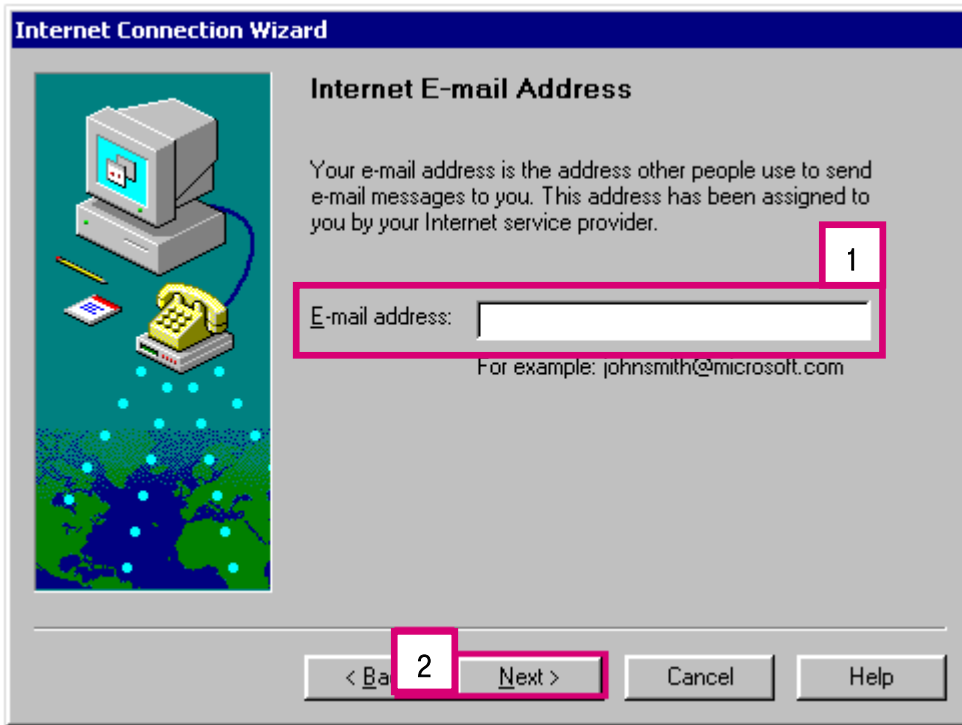 Internet Connection Wizard
Internet E-mail Address
Your e-mail address is the address other people use to send
e-mail messages to you. This address has been assigned to
you by your Internet service provider.
1
E-mail address:
For example: johnsmith@microsoft.com
< Ba
2
Next >
Cancel
Help